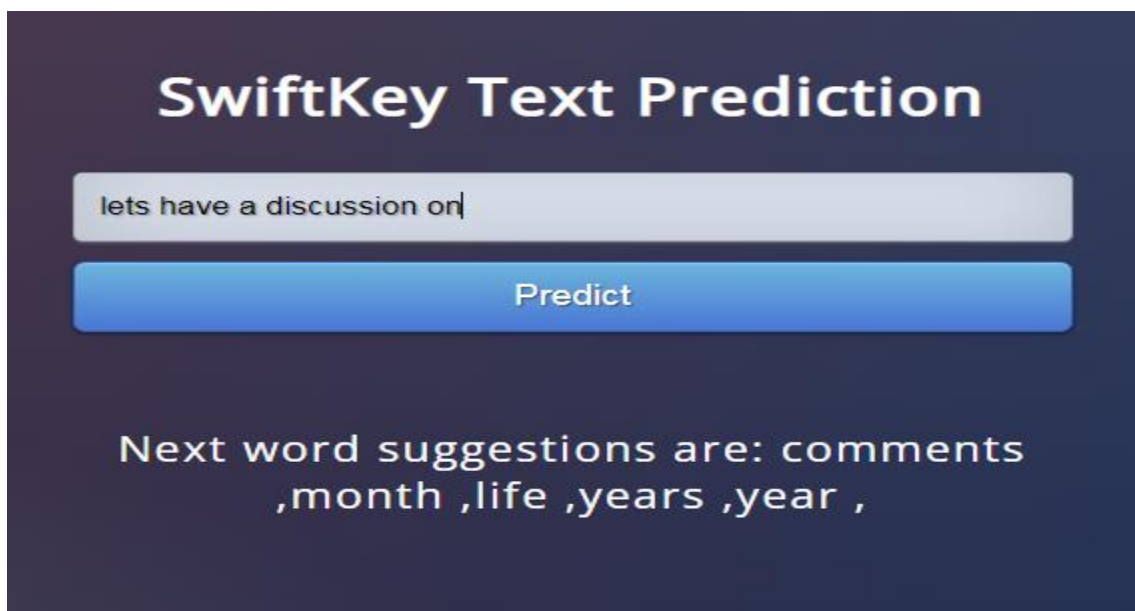 SwiftKey Text Prediction
lets have a discussion on
Predict
Next word suggestions are: comments
,month ,life ,years ,year ,